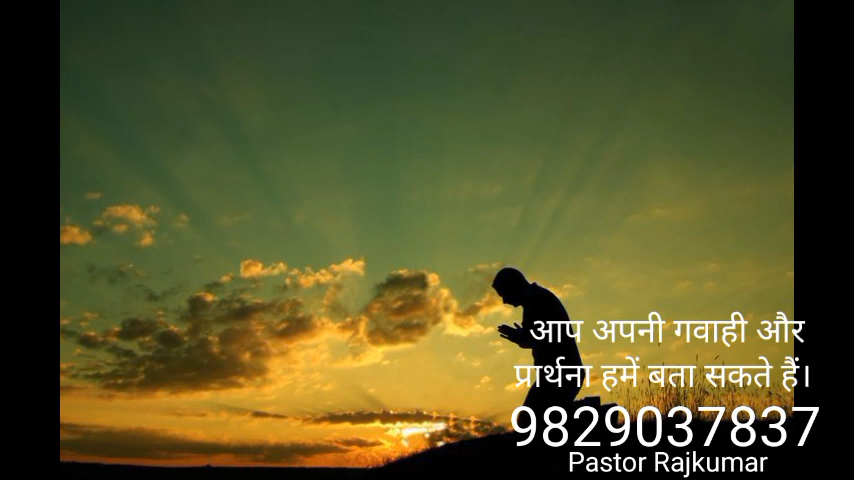 आप अपनी गवाही और
प्रार्थना हमें बता सकते हैं।
9829037837
Pastor Rajkumar